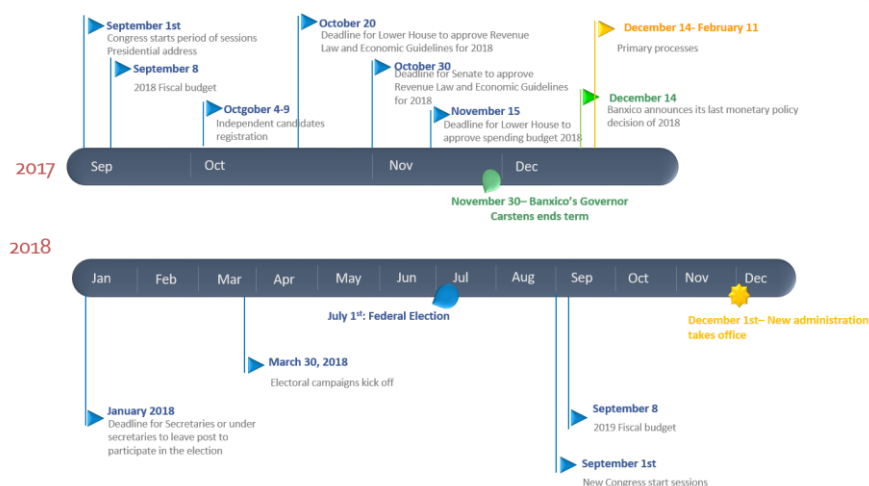 September 1st
Congress starts period of sessions
Presidential address
September 8
2018 Fiscal budget
Octgober 4-9
Independent candidates
registration
October 20
Deadline for Lower House to approve Revenue
Law and Economic Guidelines for 2018
October 30
Deadline for Senate to approve
Revenue Law and Economic Guidelines
for 2018
November 15
Deadline for Lower House to
approve spending budget 2018
December 14- February 11
Primary processes
December 14
Banxico announces its last monetary policy
decision of 2018
2017
Sep
Oct
Nov
Dec
November 30– Banxico's Governor
Carstens ends term
2018
Jan
Feb
Mar
Apr
May
Jun
Jul
Aug
Sep
Oct
Nov
Dec
July 1st: Federal Election
December 1st– New administration
takes office
March 30, 2018
Electoral campaigns kick off
January 2018
Deadline for Secretaries or under
secretaries to leave post to
participate in the election
September 8
2019 Fiscal budget
September 1st
New Congress start sessions